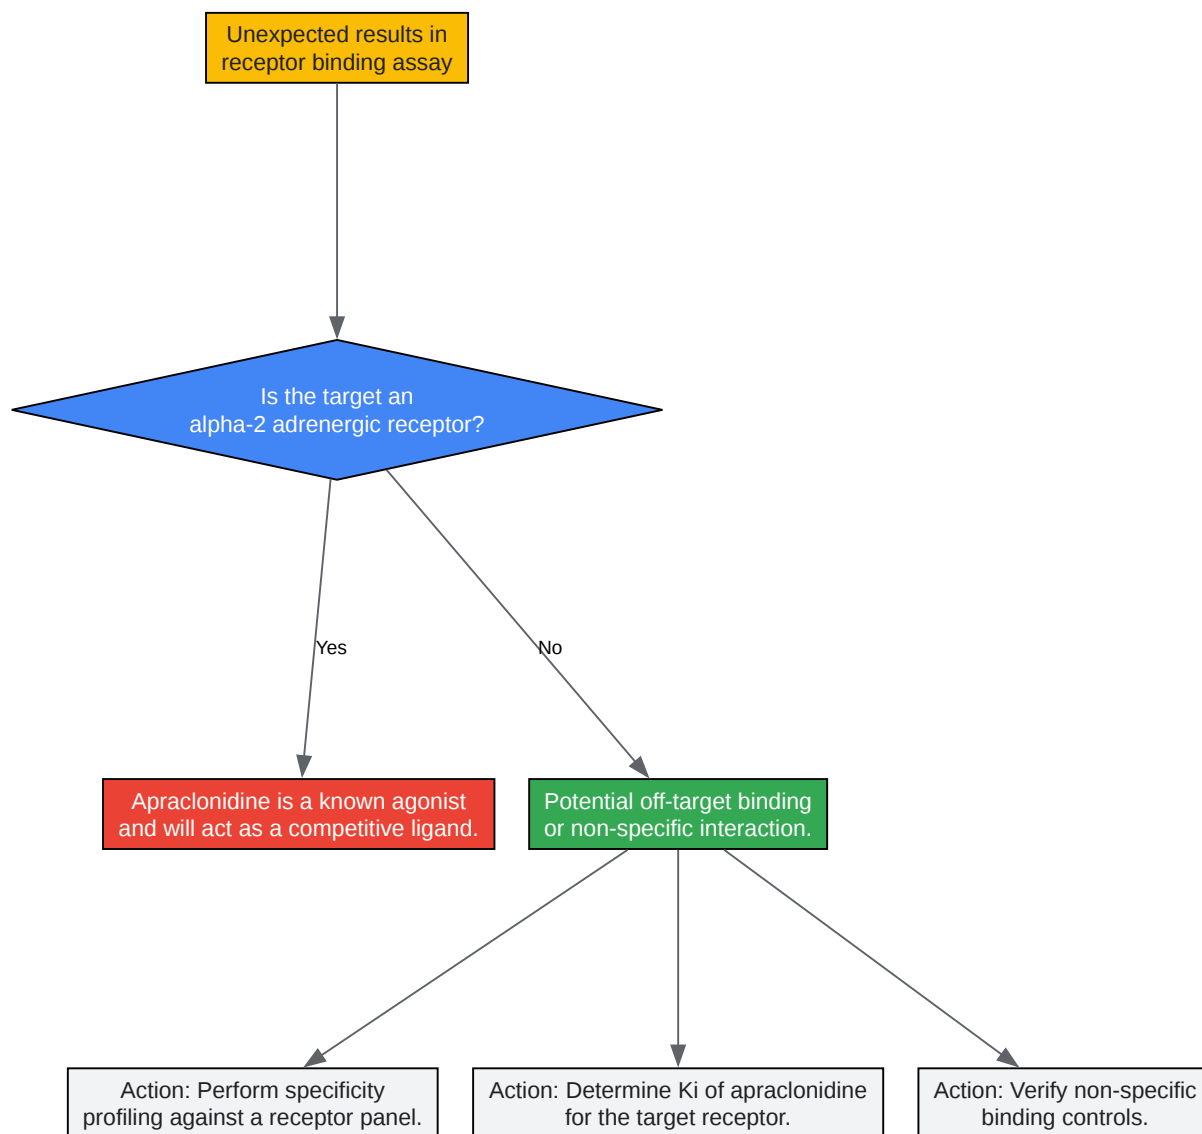 Unexpected results in
receptor binding assay
Is the target an
alpha-2 adrenergic receptor?
Yes
No
Apraclonidine is a known agonist
and will act as a competitive ligand.
Potential off-target binding
or non-specific interaction.
Action: Perform specificity
profiling against a receptor panel.
Action: Determine Ki of apraclonidine
for the target receptor.
Action: Verify non-specific
binding controls.